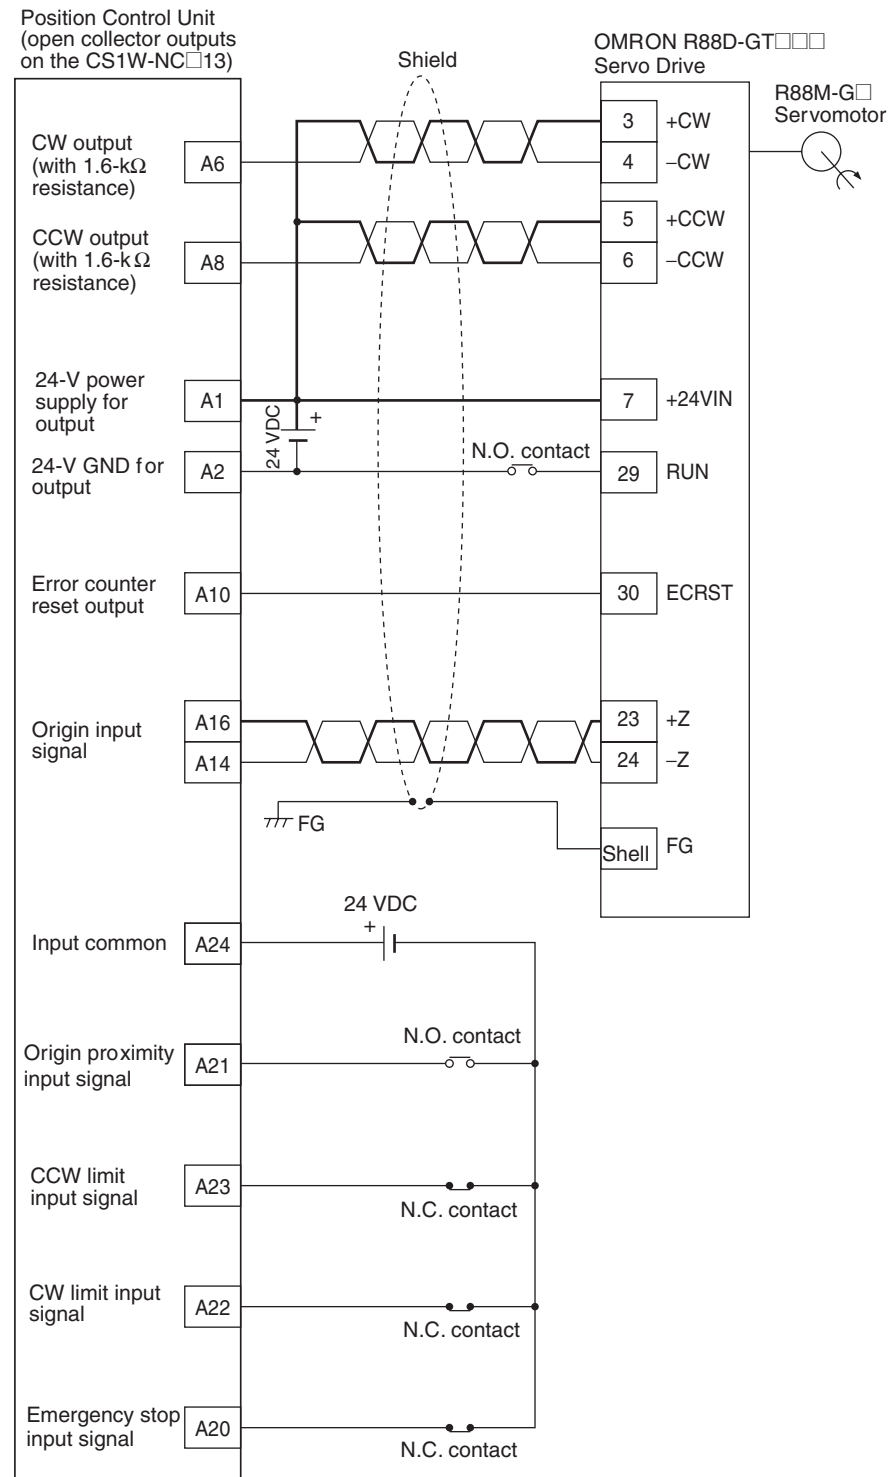 Position Control Unit
(open collector outputs
on the CS1W-NC□13)
Shield
OMRON R88D-GT□□□
Servo Drive
R88M-G□
Servomotor
CW output
(with 1.6-kΩ
resistance)
A6
3 +CW
4 −CW
CCW output
(with 1.6-kΩ
resistance)
A8
5 +CCW
6 −CCW
24-V power
supply for
output
A1
7 +24VIN
24 VDC
+
24-V GND for
output
A2
N.O. contact
29 RUN
Error counter
reset output
A10
30 ECRST
Origin input
signal
A16
A14
23 +Z
24 −Z
FG
Shell FG
24 VDC
+
Input common
A24
N.O. contact
Origin proximity
input signal
A21
CCW limit
input signal
A23
N.C. contact
CW limit input
signal
A22
N.C. contact
Emergency stop
input signal
A20
N.C. contact